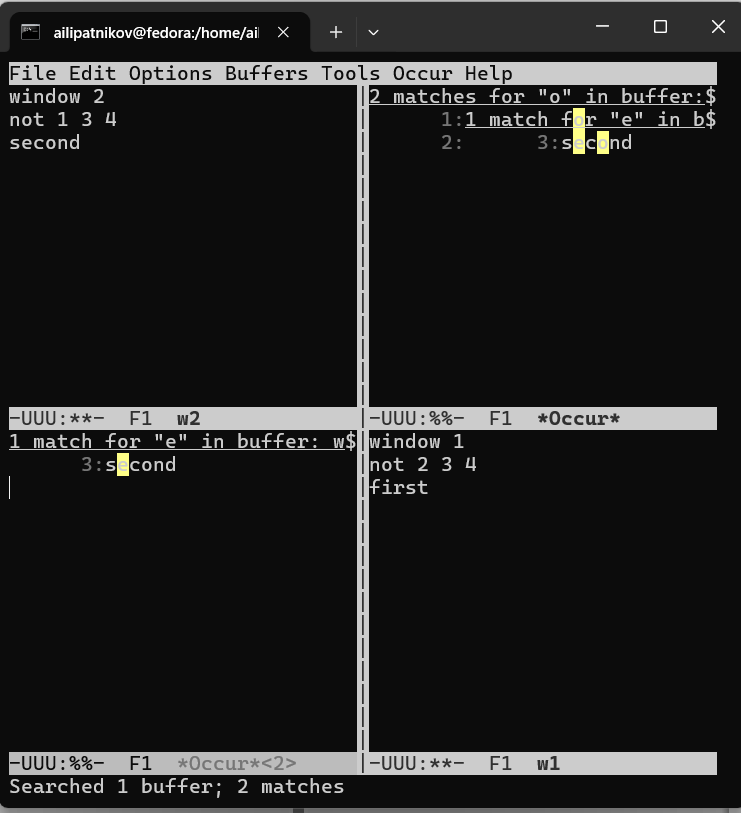 ailipatnikov@fedora:/home/ail
File Edit Options Buffers Tools Occur Help
window 2
not 1 3 4
second
-UUU:**-  F1  w2
2 matches for "o" in buffer:$
1:1 match for "e" in b$
2:      3:second
-UUU:%%-  F1  *Occur*
1 match for "e" in buffer: w$
3:second
-UUU:%%-  F1  *Occur*<2>
window 1
not 2 3 4
first
-UUU:**-  F1  w1
Searched 1 buffer; 2 matches